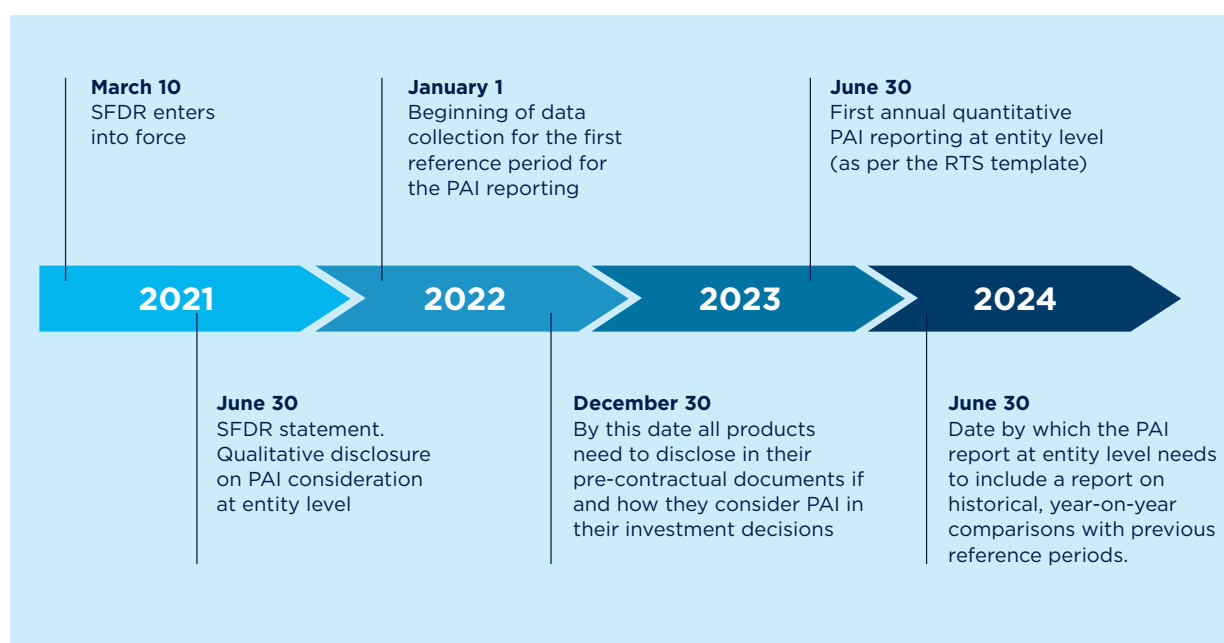 March 10
SFDR enters
into force
January 1
Beginning of data
collection for the first
reference period for
the PAI reporting
June 30
First annual quantitative
PAI reporting at entity level
(as per the RTS template)
2021
2022
2023
2024
June 30
SFDR statement.
Qualitative disclosure
on PAI consideration
at entity level
December 30
By this date all products
need to disclose in their
pre-contractual documents if
and how they consider PAI in
their investment decisions
June 30
Date by which the PAI
report at entity level needs
to include a report on
historical, year-on-year
comparisons with previous
reference periods.